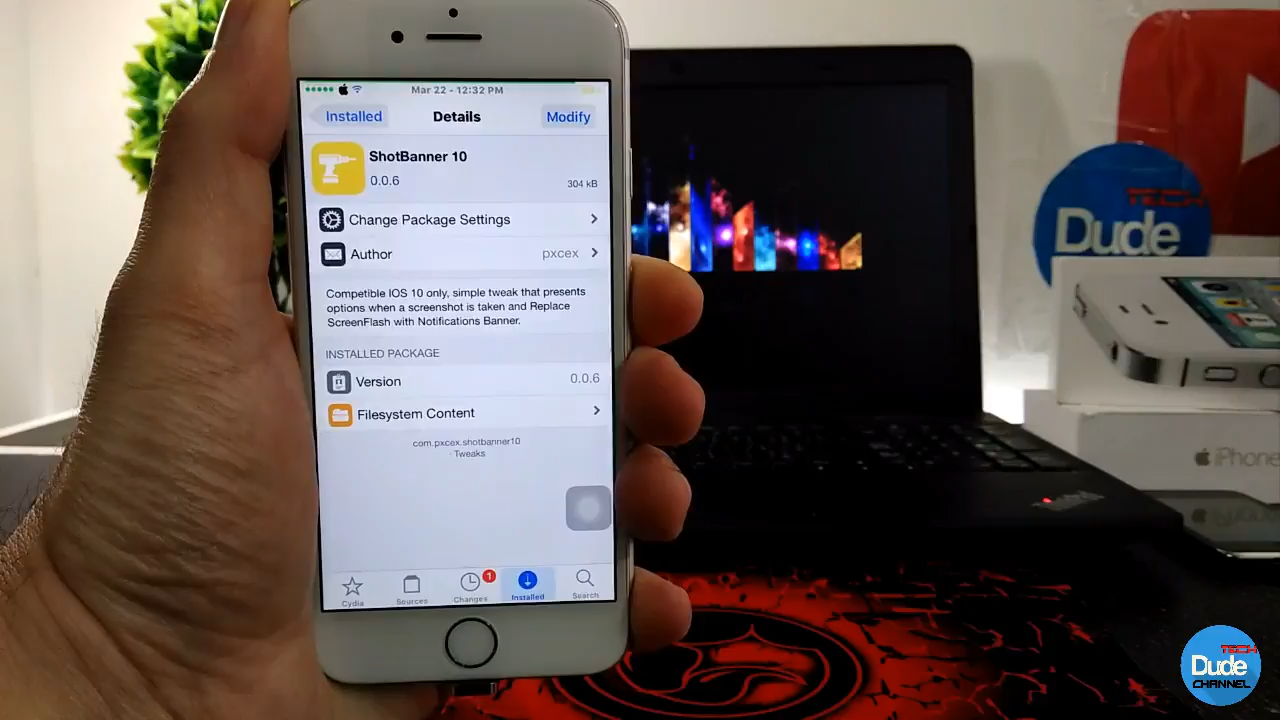 Mar 22 - 12:32 PM
Installed
Details
Modify
ShotBanner 10
0.0.6
304 kB
Change Package Settings
Author
pxcex
Competible IOS 10 only, simple tweak that presents
options when a screenshot is taken and Replace
ScreenFlash with Notifications Banner.
INSTALLED PACKAGE
Version
0.0.6
Filesystem Content
com.pxcex.shotbanner10
· Tweaks
Cydia
Sources
Changes
1
Installed
Search
TECH
Dude
iPhone
ThinkPad
TECH
Dude
CHANNEL